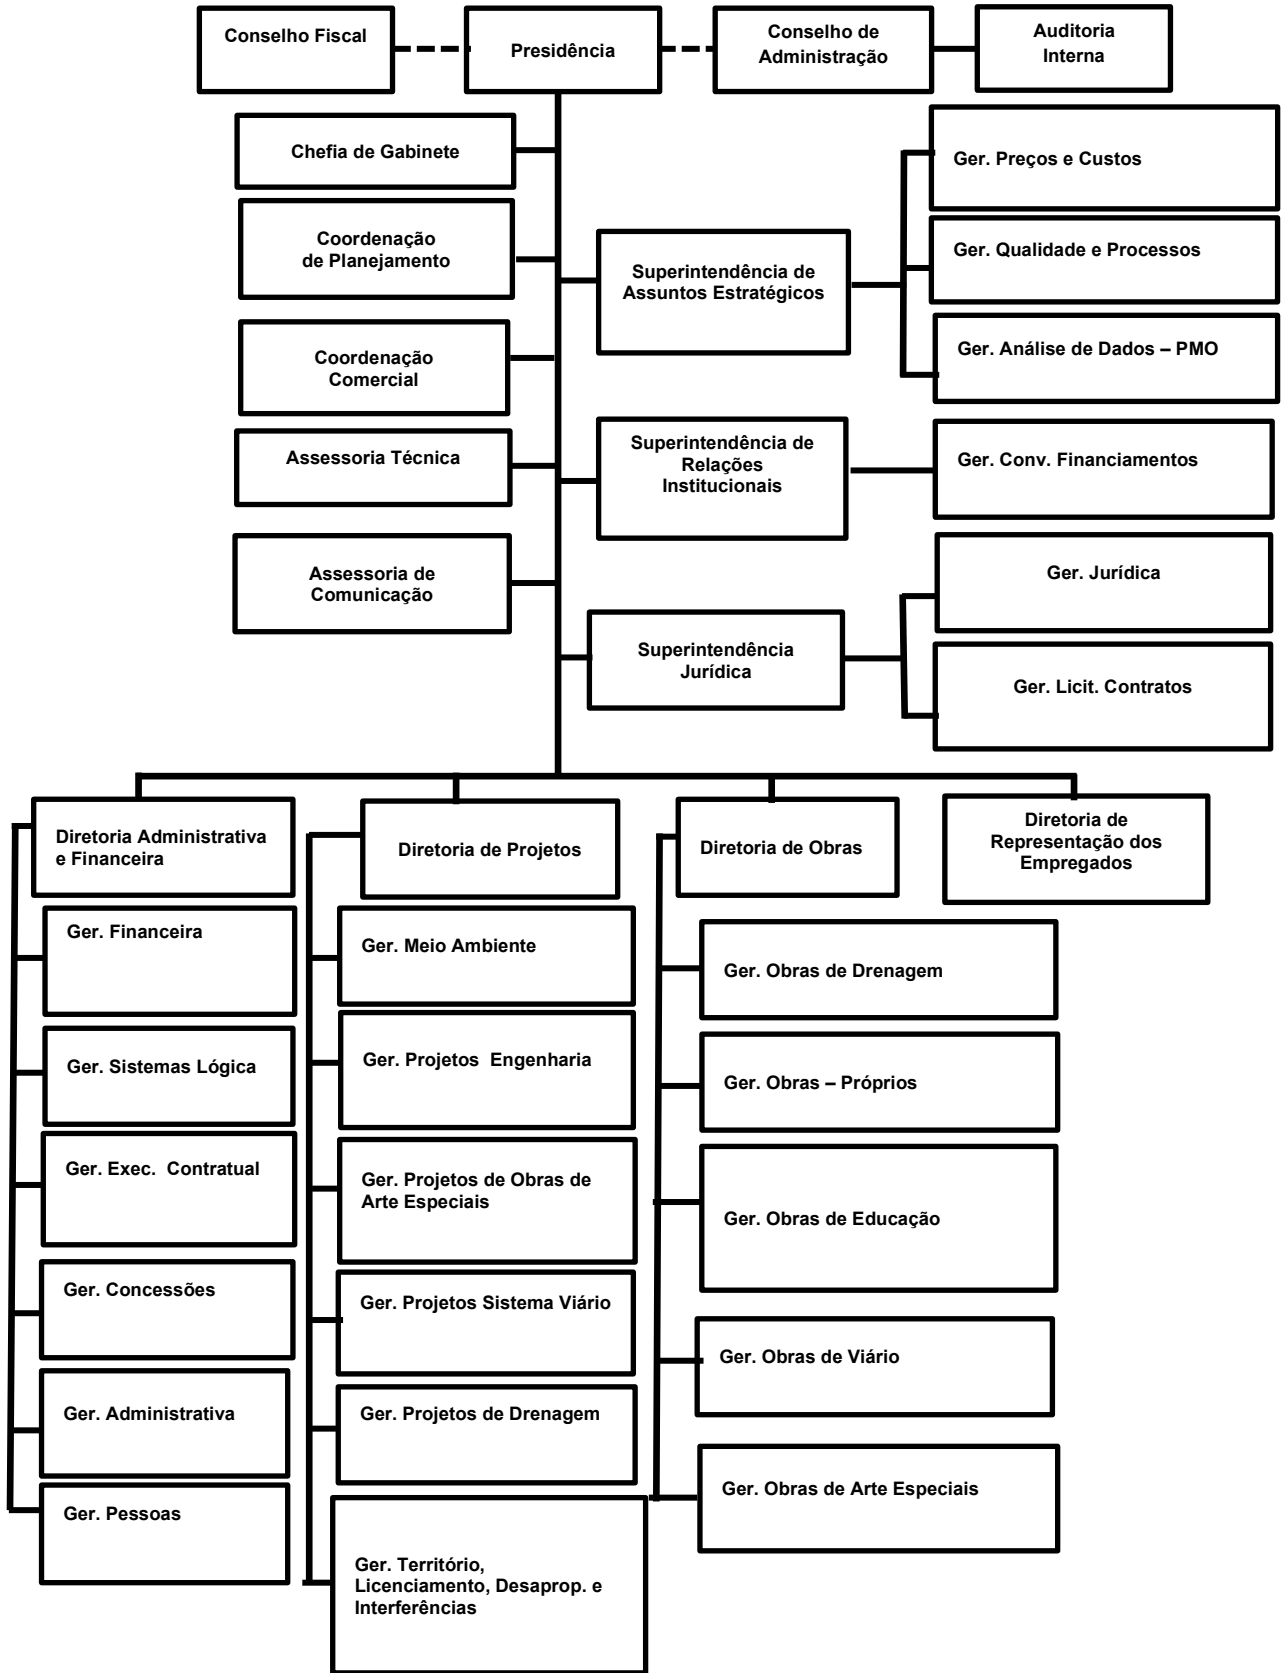 Conselho Fiscal
Presidência
Conselho de
Administração
Auditoria
Interna
Chefia de Gabinete
Ger. Preços e Custos
Coordenação
de Planejamento
Superintendência de
Assuntos Estratégicos
Ger. Qualidade e Processos
Coordenação
Comercial
Ger. Análise de Dados – PMO
Assessoria Técnica
Superintendência de
Relações
Institucionais
Ger. Conv. Financiamentos
Assessoria de
Comunicação
Ger. Jurídica
Superintendência
Jurídica
Ger. Licit. Contratos
Diretoria Administrativa
e Financeira
Diretoria de Projetos
Diretoria de Obras
Diretoria de
Representação dos
Empregados
Ger. Financeira
Ger. Sistemas Lógica
Ger. Exec. Contratual
Ger. Concessões
Ger. Administrativa
Ger. Pessoas
Ger. Meio Ambiente
Ger. Projetos Engenharia
Ger. Projetos de Obras de
Arte Especiais
Ger. Projetos Sistema Viário
Ger. Projetos de Drenagem
Ger. Território,
Licenciamento, Desaprop. e
Interferências
Ger. Obras de Drenagem
Ger. Obras – Próprios
Ger. Obras de Educação
Ger. Obras de Viário
Ger. Obras de Arte Especiais